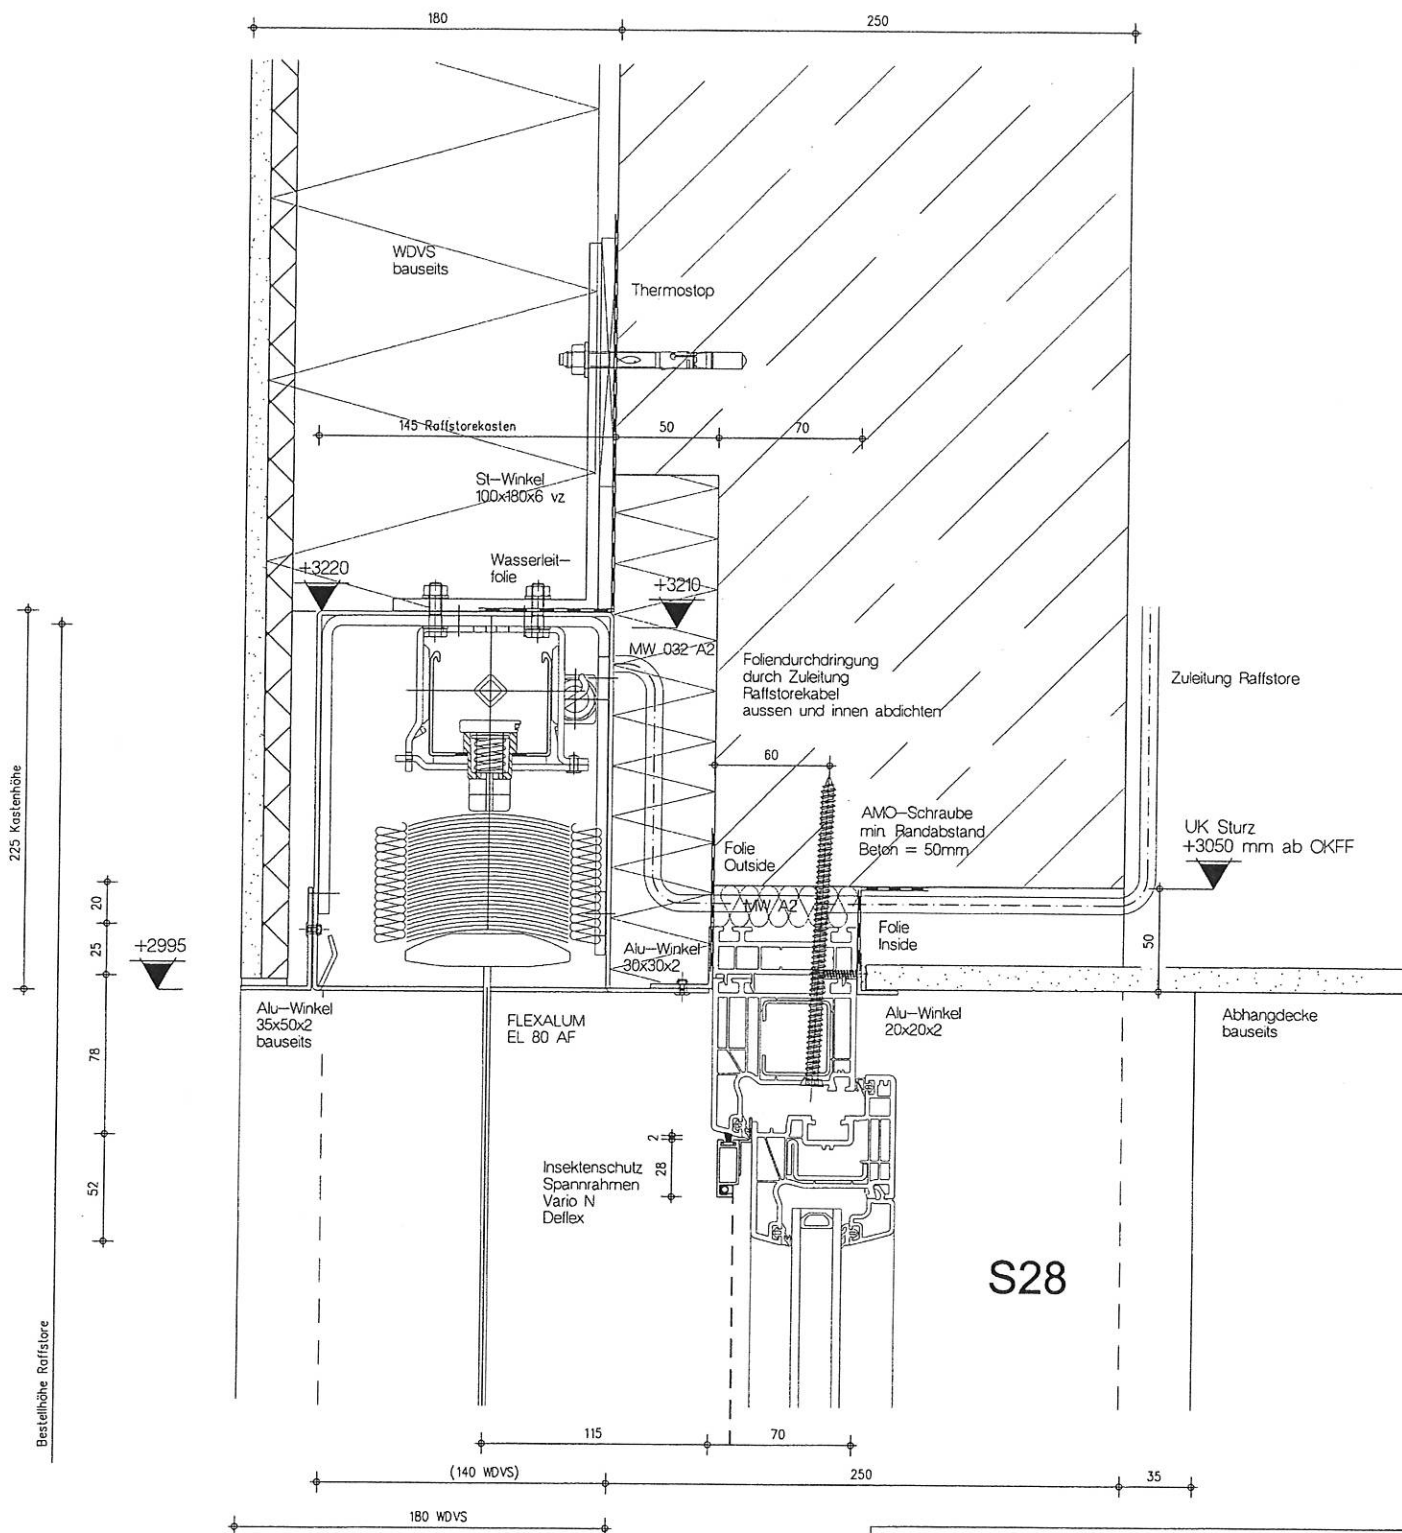 180
250
WDVS
bauseits
Thermostop
145 Raffstorekasten
50
70
St-Winkel
100x180x6 vz
Wasserleit-
folie
+3220
+3210
MW 032 A2
Foliendurchdringung
durch Zuleitung
Raffstorekabel
aussen und innen abdichten
Zuleitung Raffstore
60
AMO-Schraube
min. Randabstand
Beton = 50mm
UK Sturz
+3050 mm ab OKFF
225 Kastenhöhe
Folie
Outside
MW A2
20
25
+2995
Folie
Inside
50
Alu-Winkel
30x30x2
Alu-Winkel
35x50x2
bauseits
FLEXALUM
EL 80 AF
Alu-Winkel
20x20x2
Abhangdecke
bauseits
78
52
2
28
Insektenschutz
Spannrahmen
Vario N
Deflex
S28
Bestellhöhe Raffstore
115
70
(140 WDVS)
250
35
180 WDVS